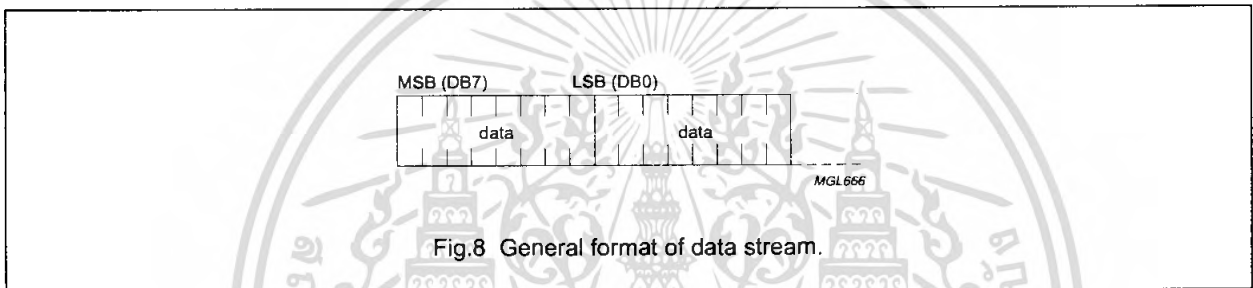 MSB (DB7) LSB (DB0)
data data
MGL666
Fig.8 General format of data stream.